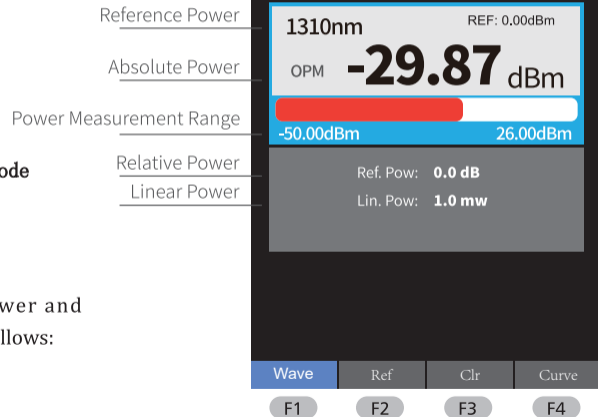 Reference Power
Absolute Power
Power Measurement Range
Relative Power
Linear Power
1310nm
REF: 0.00dBm
OPM -29.87 dBm
-50.00dBm 26.00dBm
Ref. Pow: 0.0 dB
Lin. Pow: 1.0 mw
ode
wer and
llows:
Wave Ref Clr Curve
F1 F2 F3 F4